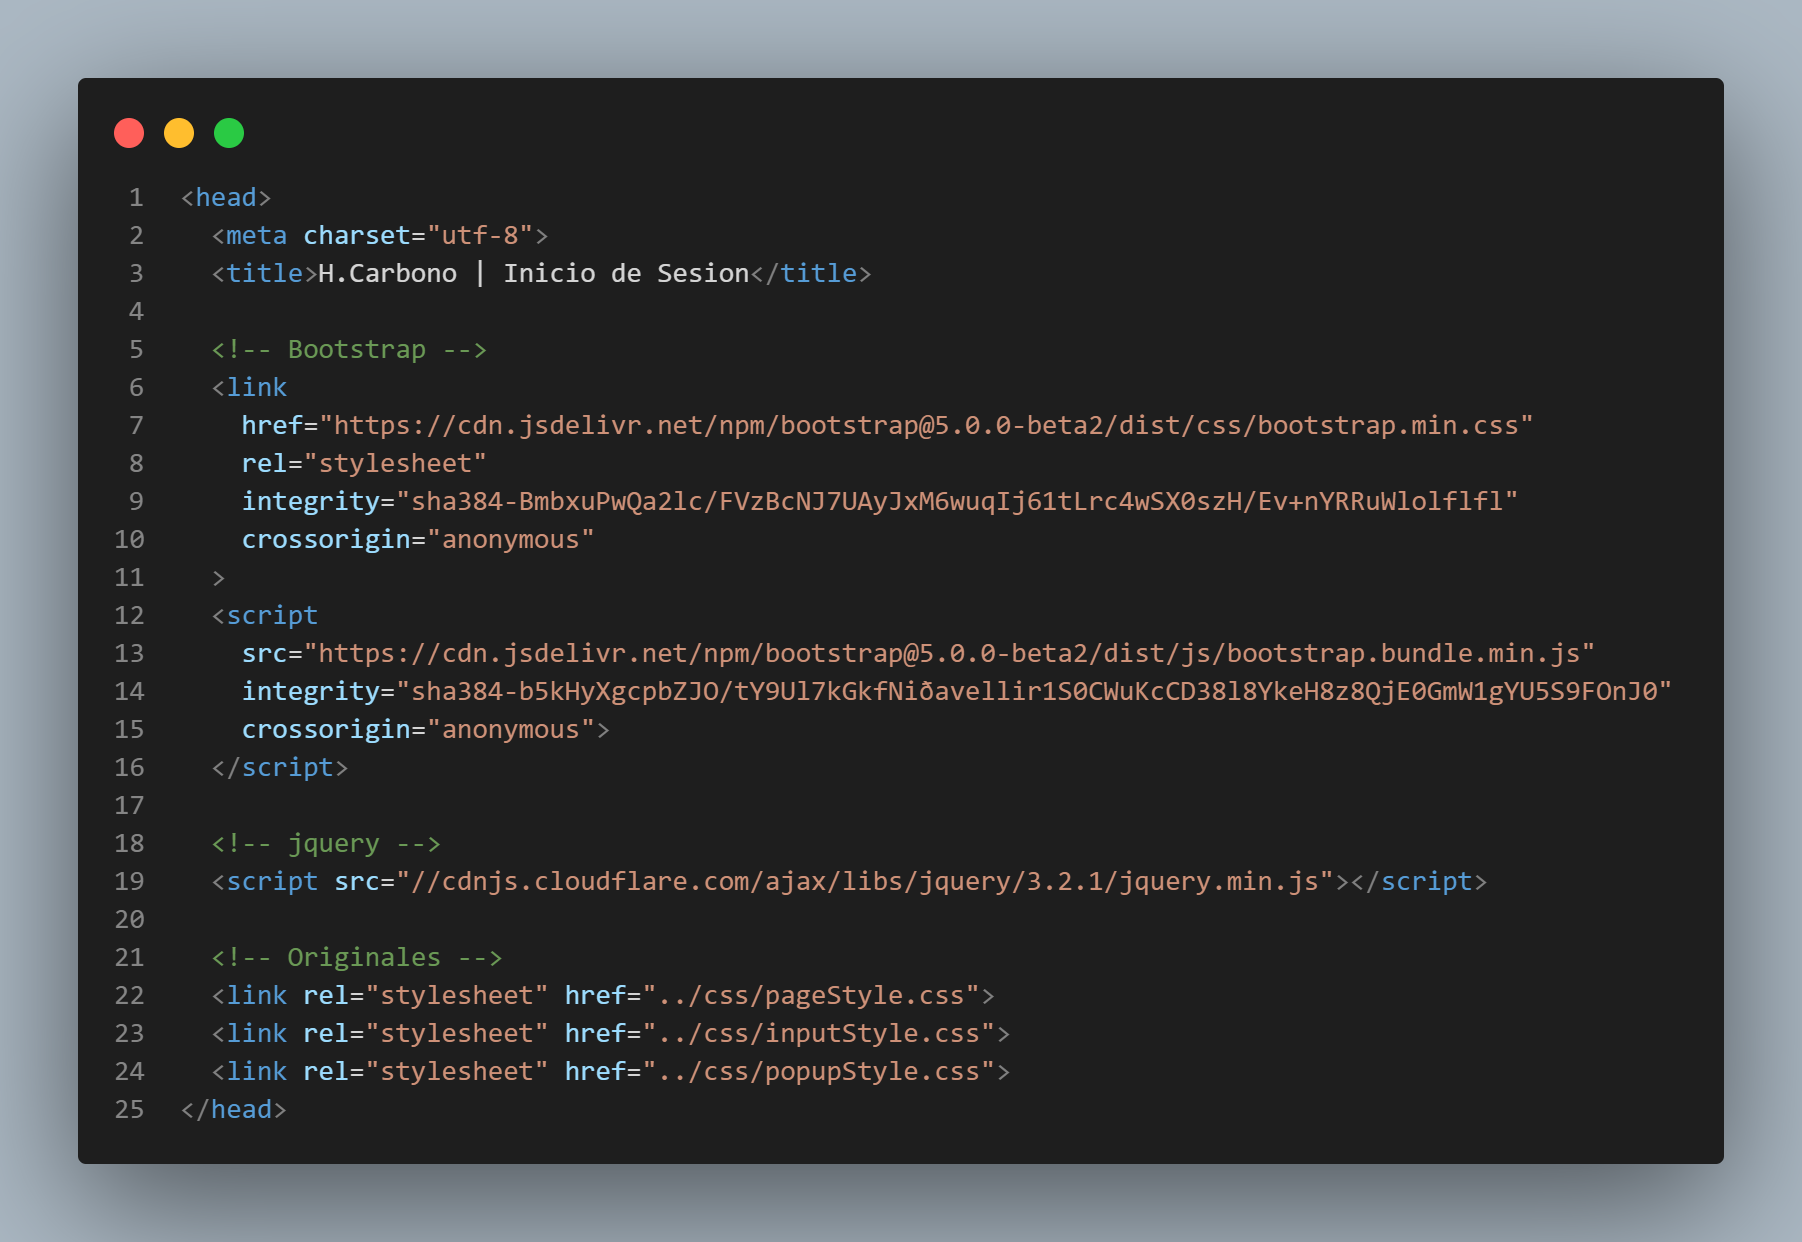 1 <head>
2   <meta charset="utf-8">
3   <title>H.Carbono | Inicio de Sesion</title>
4
5   <!-- Bootstrap -->
6   <link
7     href="https://cdn.jsdelivr.net/npm/bootstrap@5.0.0-beta2/dist/css/bootstrap.min.css"
8     rel="stylesheet"
9     integrity="sha384-BmbxuPwQa2lc/FVzBcNJ7UAyJxM6wuqIj61tLrc4wSX0szH/Ev+nYRRuWlolflfl"
10     crossorigin="anonymous"
11   >
12   <script
13     src="https://cdn.jsdelivr.net/npm/bootstrap@5.0.0-beta2/dist/js/bootstrap.bundle.min.js"
14     integrity="sha384-b5kHyXgcpbZJO/tY9Ul7kGkfNiðavellir1S0CWuKcCD38l8YkeH8z8QjE0GmW1gYU5S9FOnJ0"
15     crossorigin="anonymous">
16   </script>
17
18   <!-- jquery -->
19   <script src="//cdnjs.cloudflare.com/ajax/libs/jquery/3.2.1/jquery.min.js"></script>
20
21   <!-- Originales -->
22   <link rel="stylesheet" href="../css/pageStyle.css">
23   <link rel="stylesheet" href="../css/inputStyle.css">
24   <link rel="stylesheet" href="../css/popupStyle.css">
25 </head>